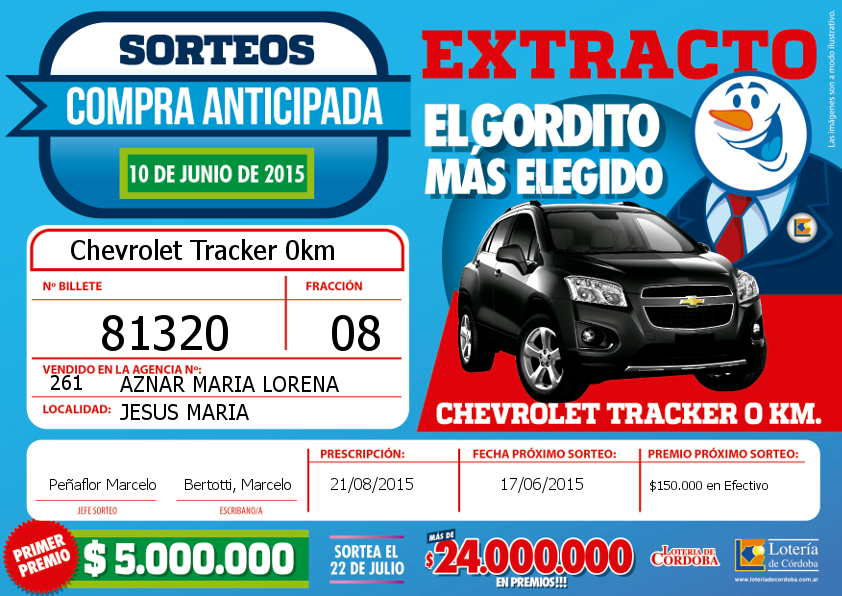 SORTEOS
COMPRA ANTICIPADA
10 DE JUNIO DE 2015
EXTRACTO
EL GORDITO
MÁS ELEGIDO
Las imágenes son a modo ilustrativo.
Chevrolet Tracker 0km
Nº BILLETE
FRACCIÓN
81320
08
VENDIDO EN LA AGENCIA Nº:
261 AZNAR MARIA LORENA
LOCALIDAD: JESUS MARIA
CHEVROLET TRACKER 0 KM.
Peñaflor Marcelo
JEFE SORTEO
Bertotti, Marcelo
ESCRIBANO/A
PRESCRIPCIÓN:
21/08/2015
FECHA PRÓXIMO SORTEO:
17/06/2015
PREMIO PRÓXIMO SORTEO:
$150.000 en Efectivo
PRIMER
PREMIO
$ 5.000.000
SORTEA EL
22 DE JULIO
MÁS DE
$24.000.000
EN PREMIOS!!!
LOTERIA DE
CORDOBA
Lotería
de Córdoba
www.loteriadecordoba.com.ar